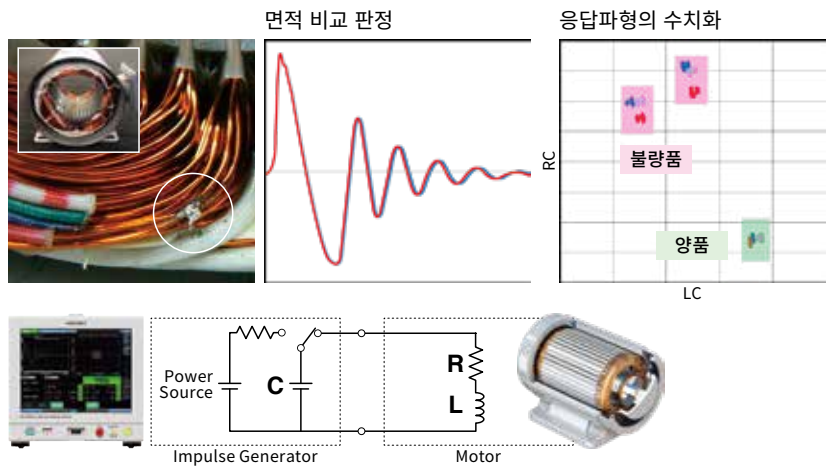 면적 비교 판정
응답파형의 수치화
RC
불량품
양품
LC
Power
Source
C
R
L
Impulse Generator
Motor